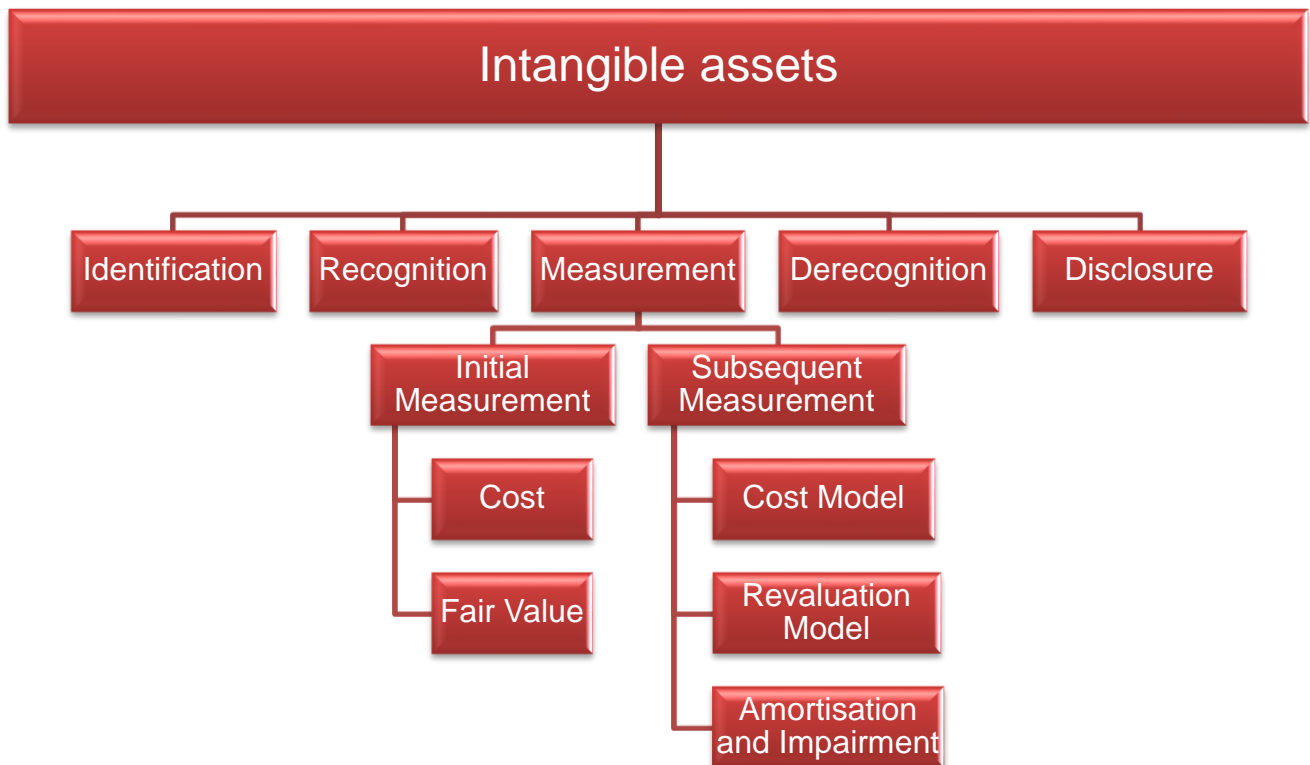 Intangible assets
Identification
Recognition
Measurement
Derecognition
Disclosure
Initial
Measurement
Subsequent
Measurement
Cost
Cost Model
Fair Value
Revaluation
Model
Amortisation
and Impairment